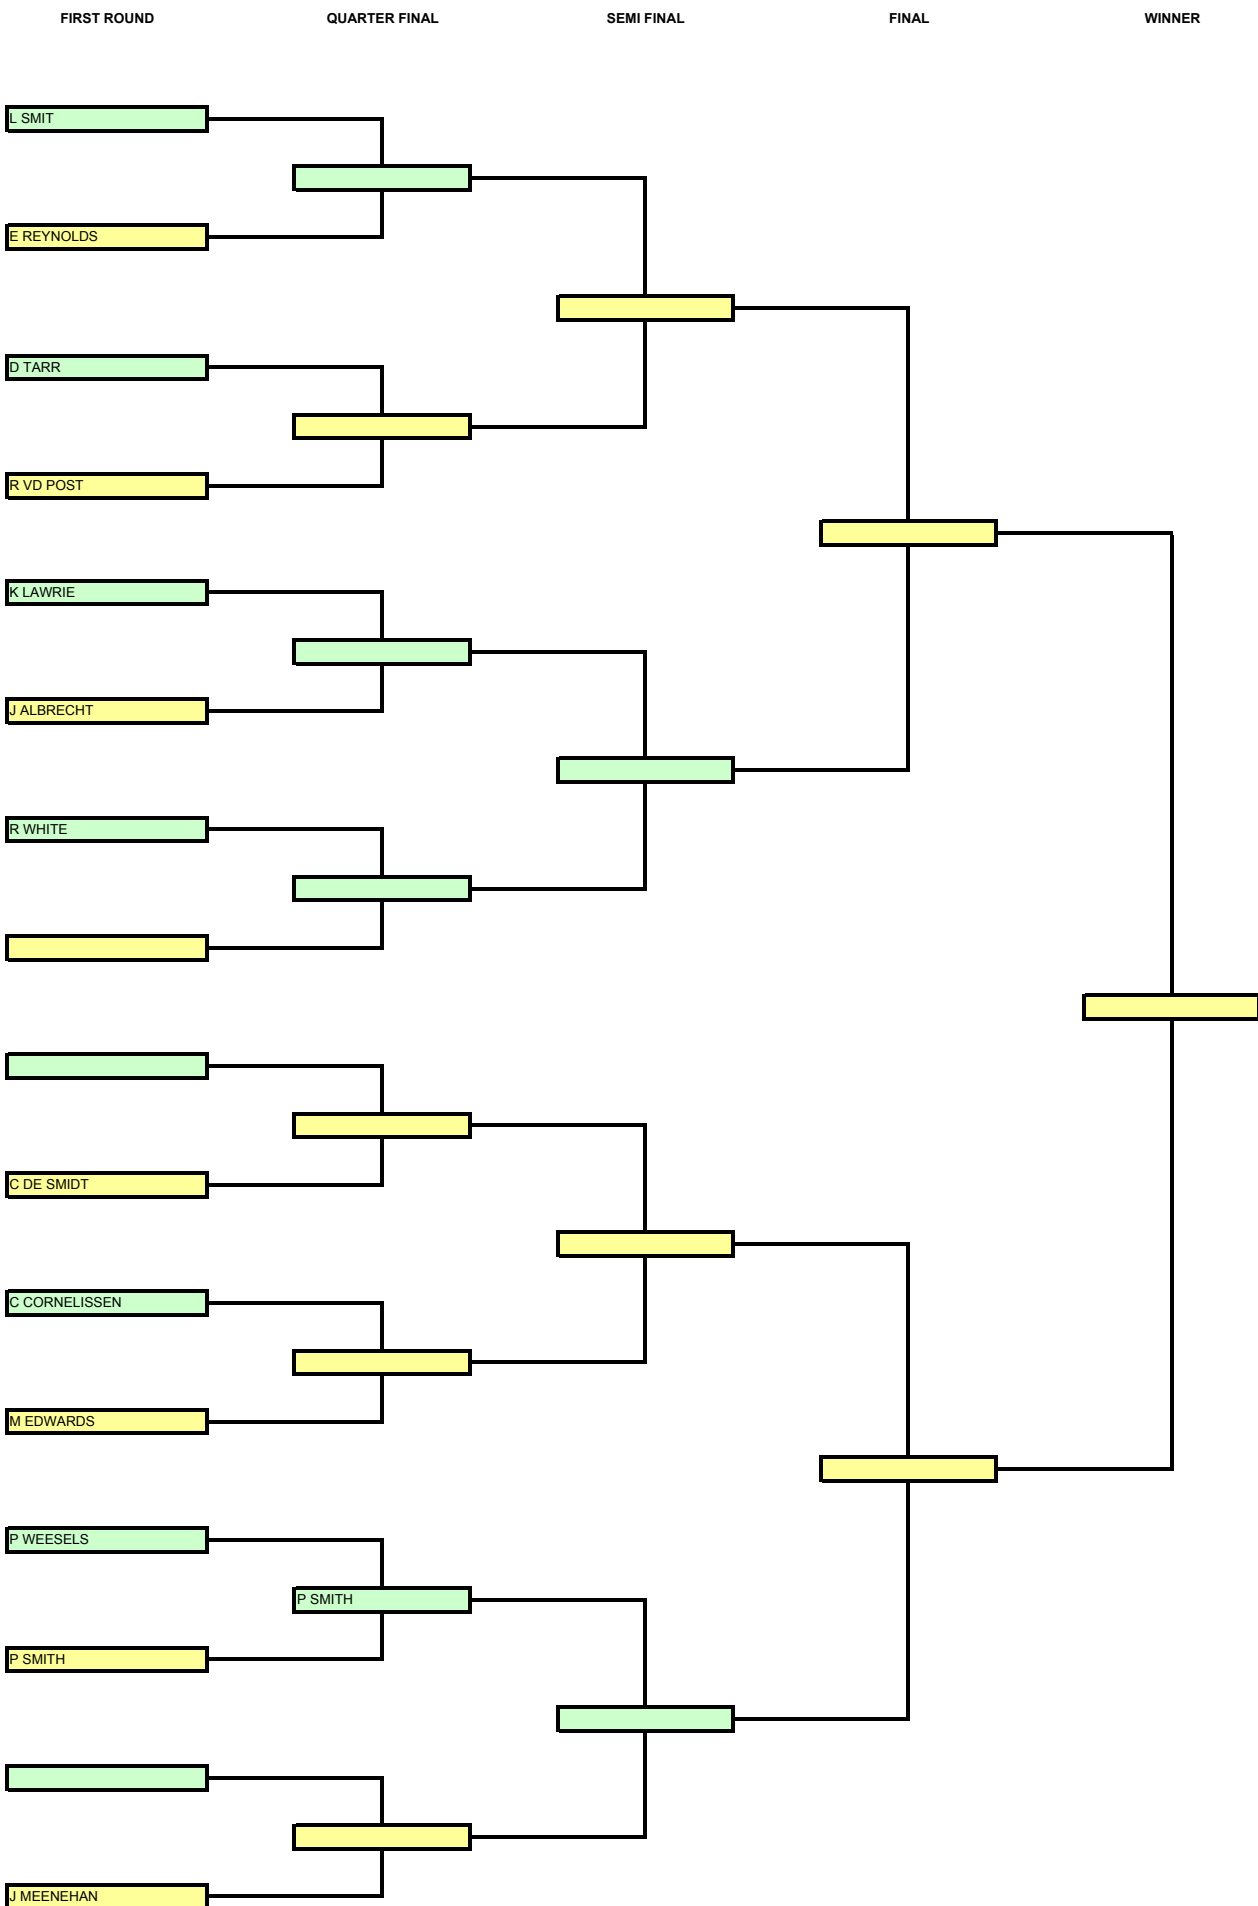 FIRST ROUND QUARTER FINAL SEMI FINAL FINAL WINNER
L SMIT
E REYNOLDS
D TARR
R VD POST
K LAWRIE
J ALBRECHT
R WHITE
C DE SMIDT
C CORNELISSEN
M EDWARDS
P WEESELS
P SMITH
P SMITH
J MEENEHAN